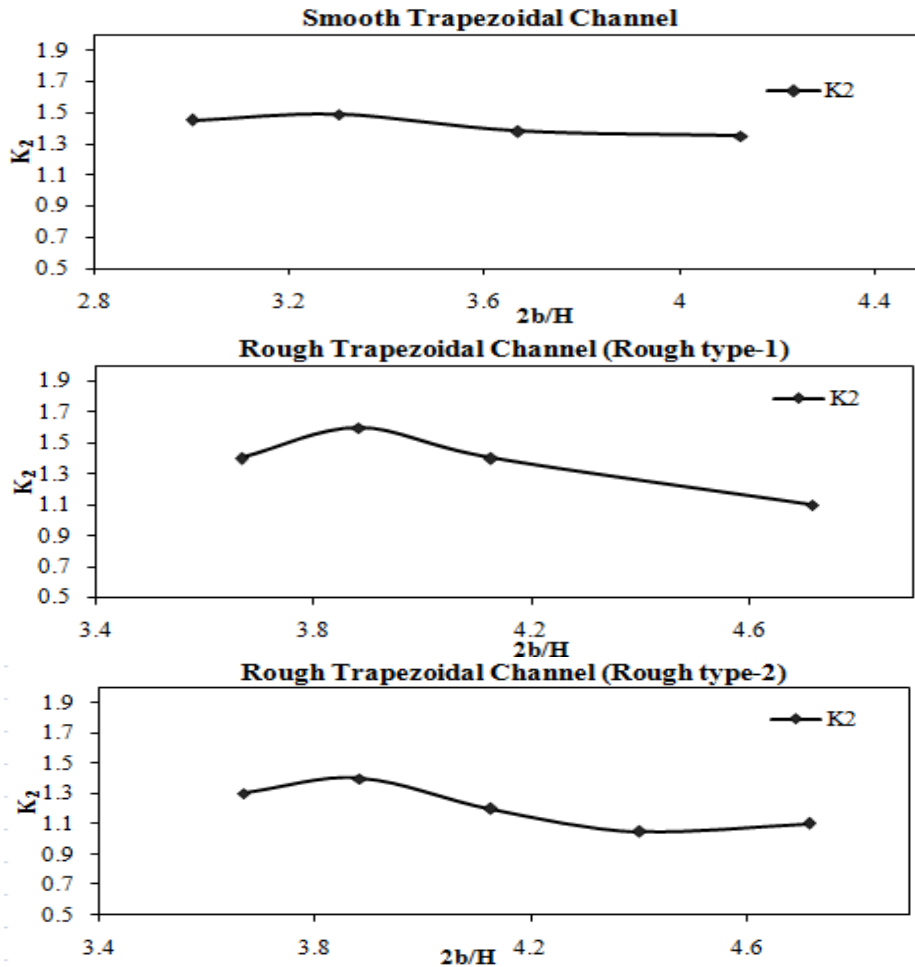 Smooth Trapezoidal Channel
1.9
1.7
1.5
1.3
1.1
0.9
0.7
0.5
K2
K2
2.8 3.2 3.6 4 4.4
2b/H
Rough Trapezoidal Channel (Rough type-1)
1.9
1.7
1.5
1.3
1.1
0.9
0.7
0.5
K2
K2
3.4 3.8 4.2 4.6
2b/H
Rough Trapezoidal Channel (Rough type-2)
1.9
1.7
1.5
1.3
1.1
0.9
0.7
0.5
K2
K2
3.4 3.8 4.2 4.6
2b/H